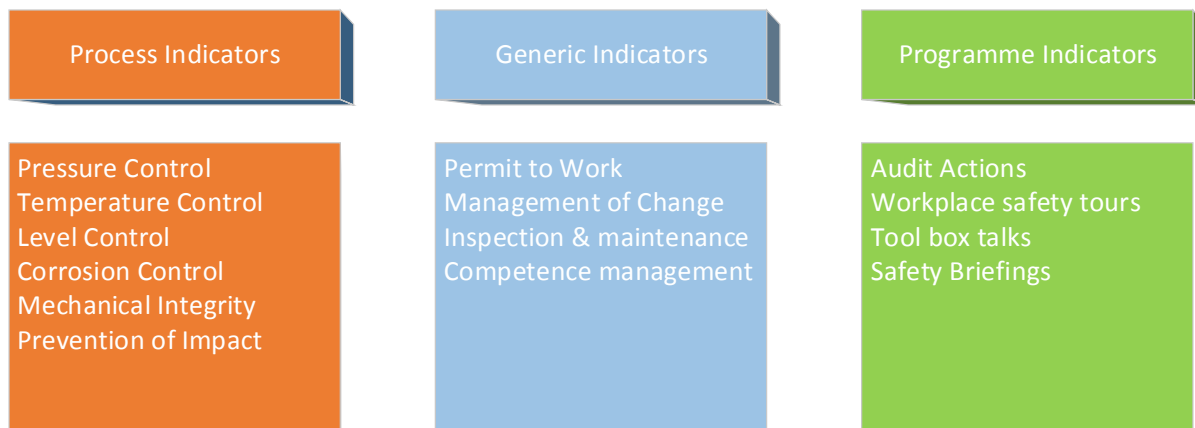 Process Indicators
Pressure Control
Temperature Control
Level Control
Corrosion Control
Mechanical Integrity
Prevention of Impact
Generic Indicators
Permit to Work
Management of Change
Inspection & maintenance
Competence management
Programme Indicators
Audit Actions
Workplace safety tours
Tool box talks
Safety Briefings